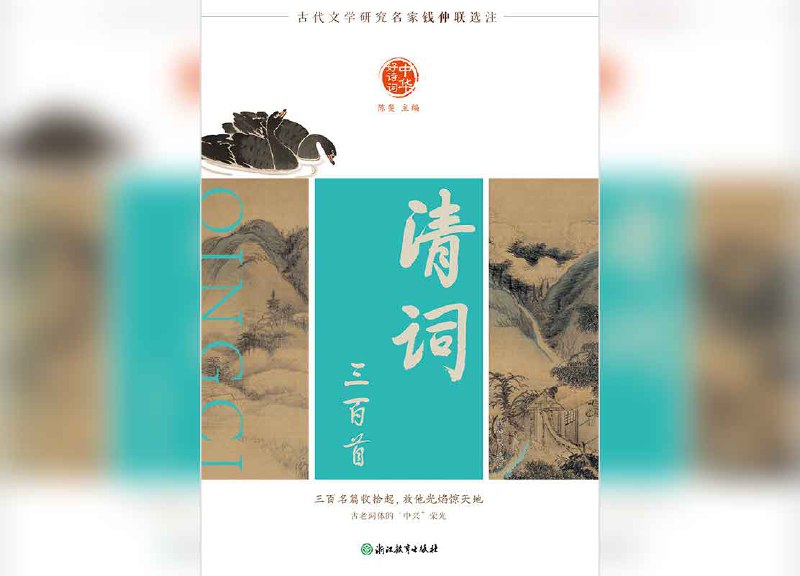 古代文学研究名家钱仲联选注
中华
好诗词
陈斐 主编
清词
三百首
QINGCI
三百名篇收拾起，放他光焰惊天地
古老词体的“中兴”荣光
浙江教育出版社